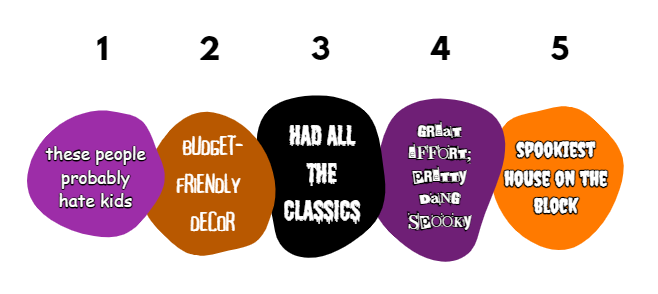 1 2 3 4 5
these people
probably
hate kids
BUDGET-
FRIENDLY
DECOR
HAD ALL
THE
CLASSICS
GREaT
EFFORT;
PRETTY
DaNG
SPOOKY
SPOOKIEST
HOUSE ON THE
BLOCK